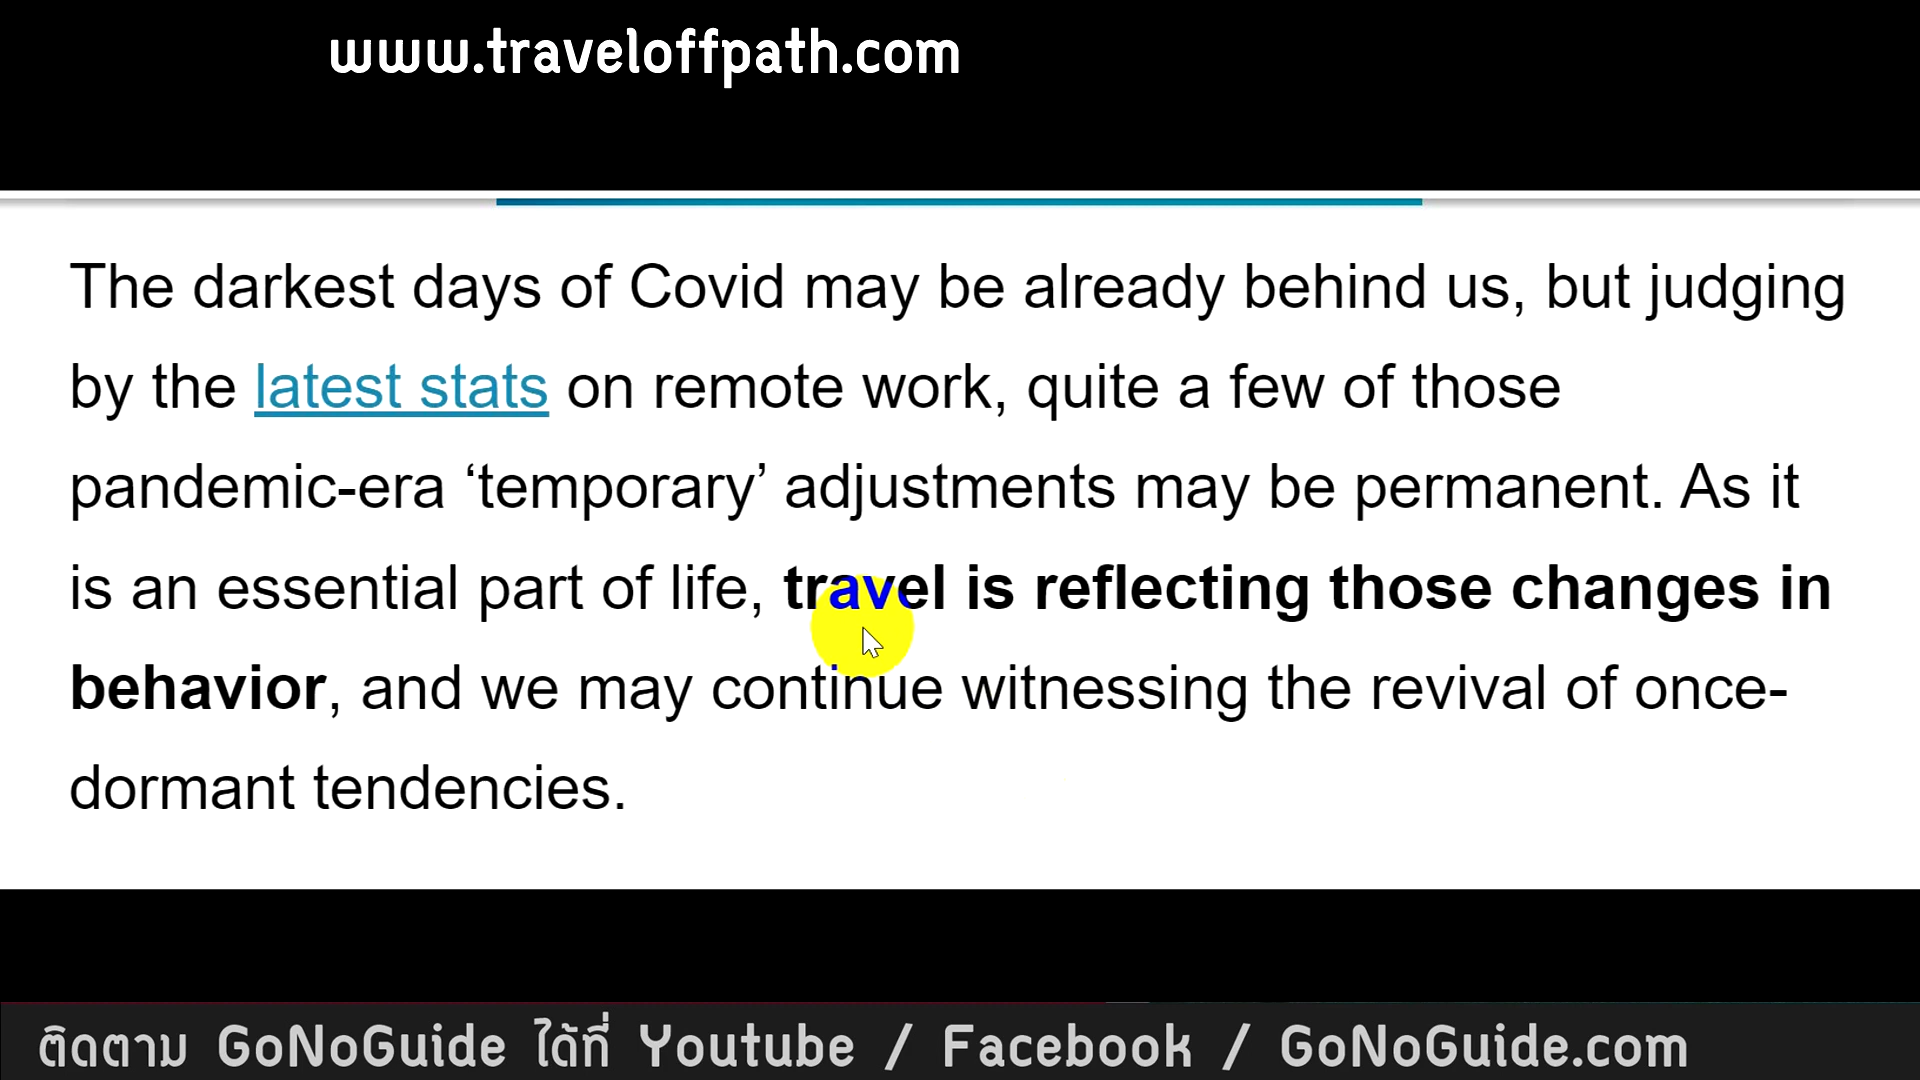 www.traveloffpath.com
The darkest days of Covid may be already behind us, but judging
by the latest stats on remote work, quite a few of those
pandemic-era ‘temporary’ adjustments may be permanent. As it
is an essential part of life, travel is reflecting those changes in
behavior, and we may continue witnessing the revival of once-
dormant tendencies.
ติดตาม GoNoGuide ได้ที่ Youtube / Facebook / GoNoGuide.com